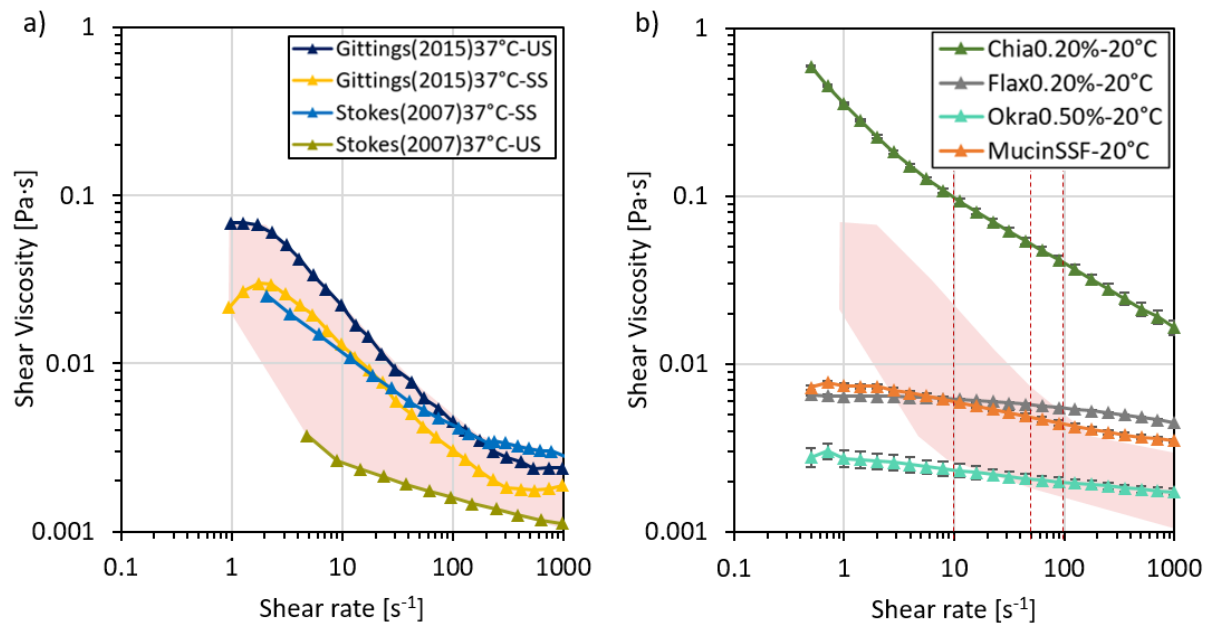 a)
1
0.1
0.01
0.001
Shear Viscosity [Pa·s]
Gittings(2015)37°C-US
Gittings(2015)37°C-SS
Stokes(2007)37°C-SS
Stokes(2007)37°C-US
0.1 1 10 100 1000
Shear rate [s⁻¹]
b)
1
0.1
0.01
0.001
Shear Viscosity [Pa·s]
Chia0.20%-20°C
Flax0.20%-20°C
Okra0.50%-20°C
MucinSSF-20°C
0.1 1 10 100 1000
Shear rate [s⁻¹]